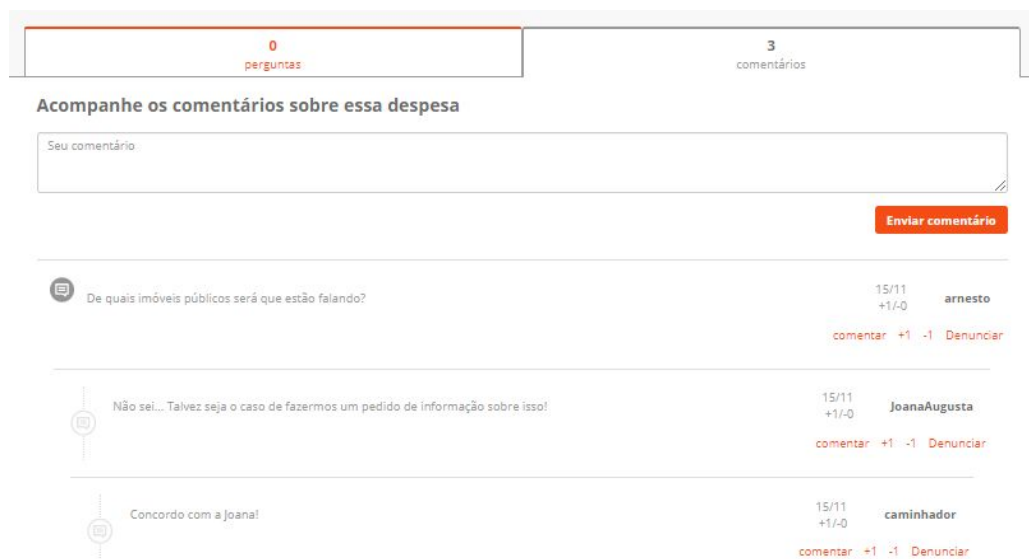 0
perguntas
3
comentários
Acompanhe os comentários sobre essa despesa
Seu comentário
Enviar comentário
De quais imóveis públicos será que estão falando?
15/11
+1/-0
arnesto
comentar +1 -1 Denunciar
Não sei... Talvez seja o caso de fazermos um pedido de informação sobre isso!
15/11
+1/-0
JoanaAugusta
comentar +1 -1 Denunciar
Concordo com a Joana!
15/11
+1/-0
caminhador
comentar +1 -1 Denunciar